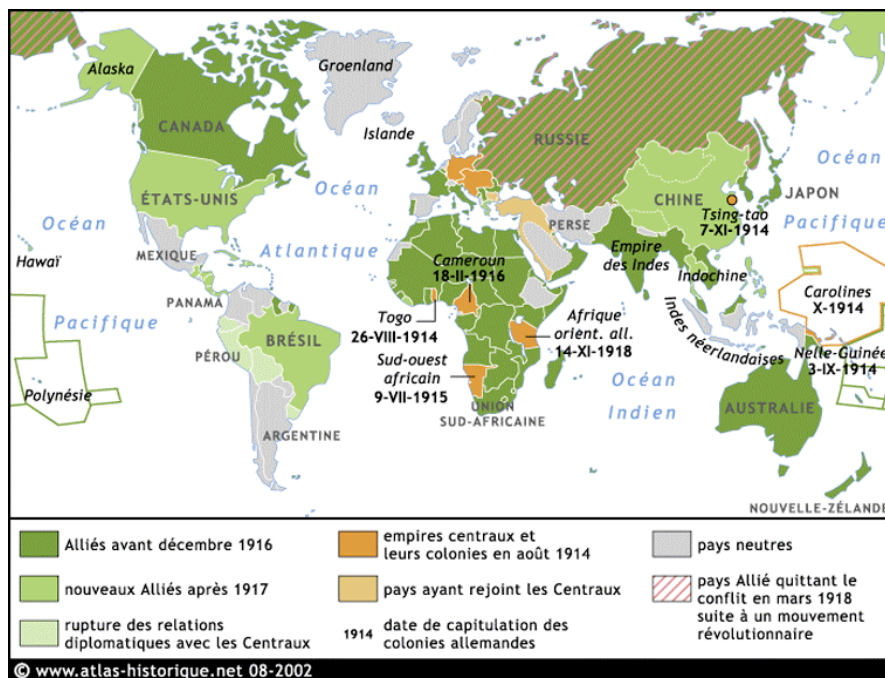 Alaska
Groenland
Islande
CANADA
RUSSIE
Océan
ÉTATS-UNIS
Océan
CHINE
JAPON
Océan
Tsing-tao
7-XI-1914
Pacifique
PERSE
MEXIQUE
Atlantique
Hawaï
Cameroun
18-II-1916
Empire
des Indes
Indochine
Carolines
X-1914
PANAMA
Pacifique
BRÉSIL
Togo
26-VIII-1914
Afrique
orient. all.
14-XI-1918
Indes néerlandaises
Nelle-Guinée
3-IX-1914
PÉROU
Sud-ouest
africain
9-VII-1915
Océan
Indien
Polynésie
UNION
SUD-AFRICAINE
AUSTRALIE
ARGENTINE
NOUVELLE-ZÉLANDE
Alliés avant décembre 1916
empires centraux et
leurs colonies en août 1914
pays neutres
nouveaux Alliés après 1917
pays ayant rejoint les Centraux
pays Allié quittant le
conflit en mars 1918
suite à un mouvement
révolutionnaire
rupture des relations
diplomatiques avec les Centraux
1914 date de capitulation des
colonies allemandes
© www.atlas-historique.net 08-2002